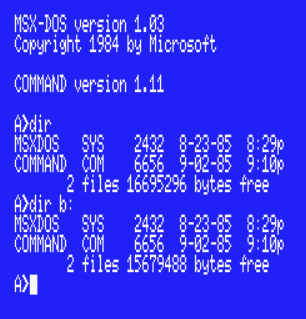 MSX-DOS version 1.03
Copyright 1984 by Microsoft
COMMAND version 1.11
A>dir
MSXDOS SYS 2432 8-23-85 8:29p
COMMAND COM 6656 9-02-85 9:10p
2 files 16695296 bytes free
A>dir b:
MSXDOS SYS 2432 8-23-85 8:29p
COMMAND COM 6656 9-02-85 9:10p
2 files 15679488 bytes free
A>